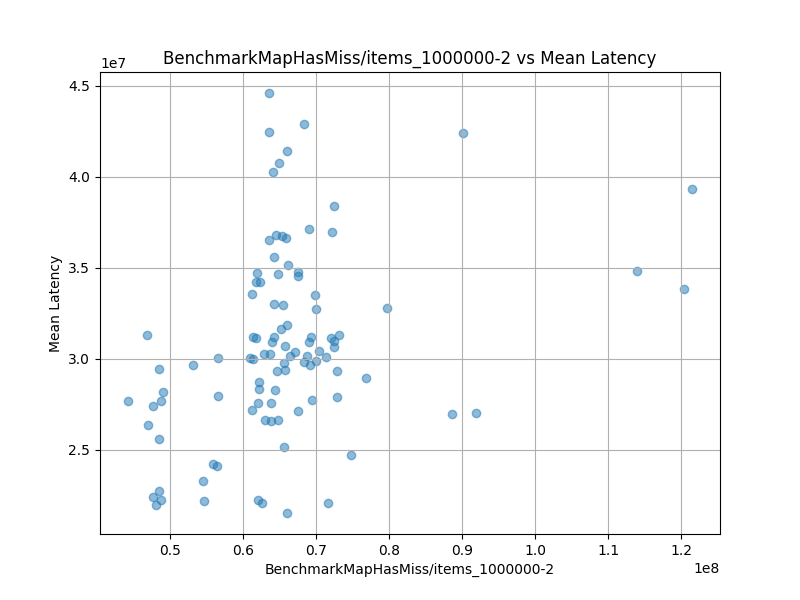 BenchmarkMapHasMiss/items_1000000-2 vs Mean Latency
1e7
4.5
4.0
3.5
3.0
2.5
Mean Latency
0.5 0.6 0.7 0.8 0.9 1.0 1.1 1.2
BenchmarkMapHasMiss/items_1000000-2
1e8